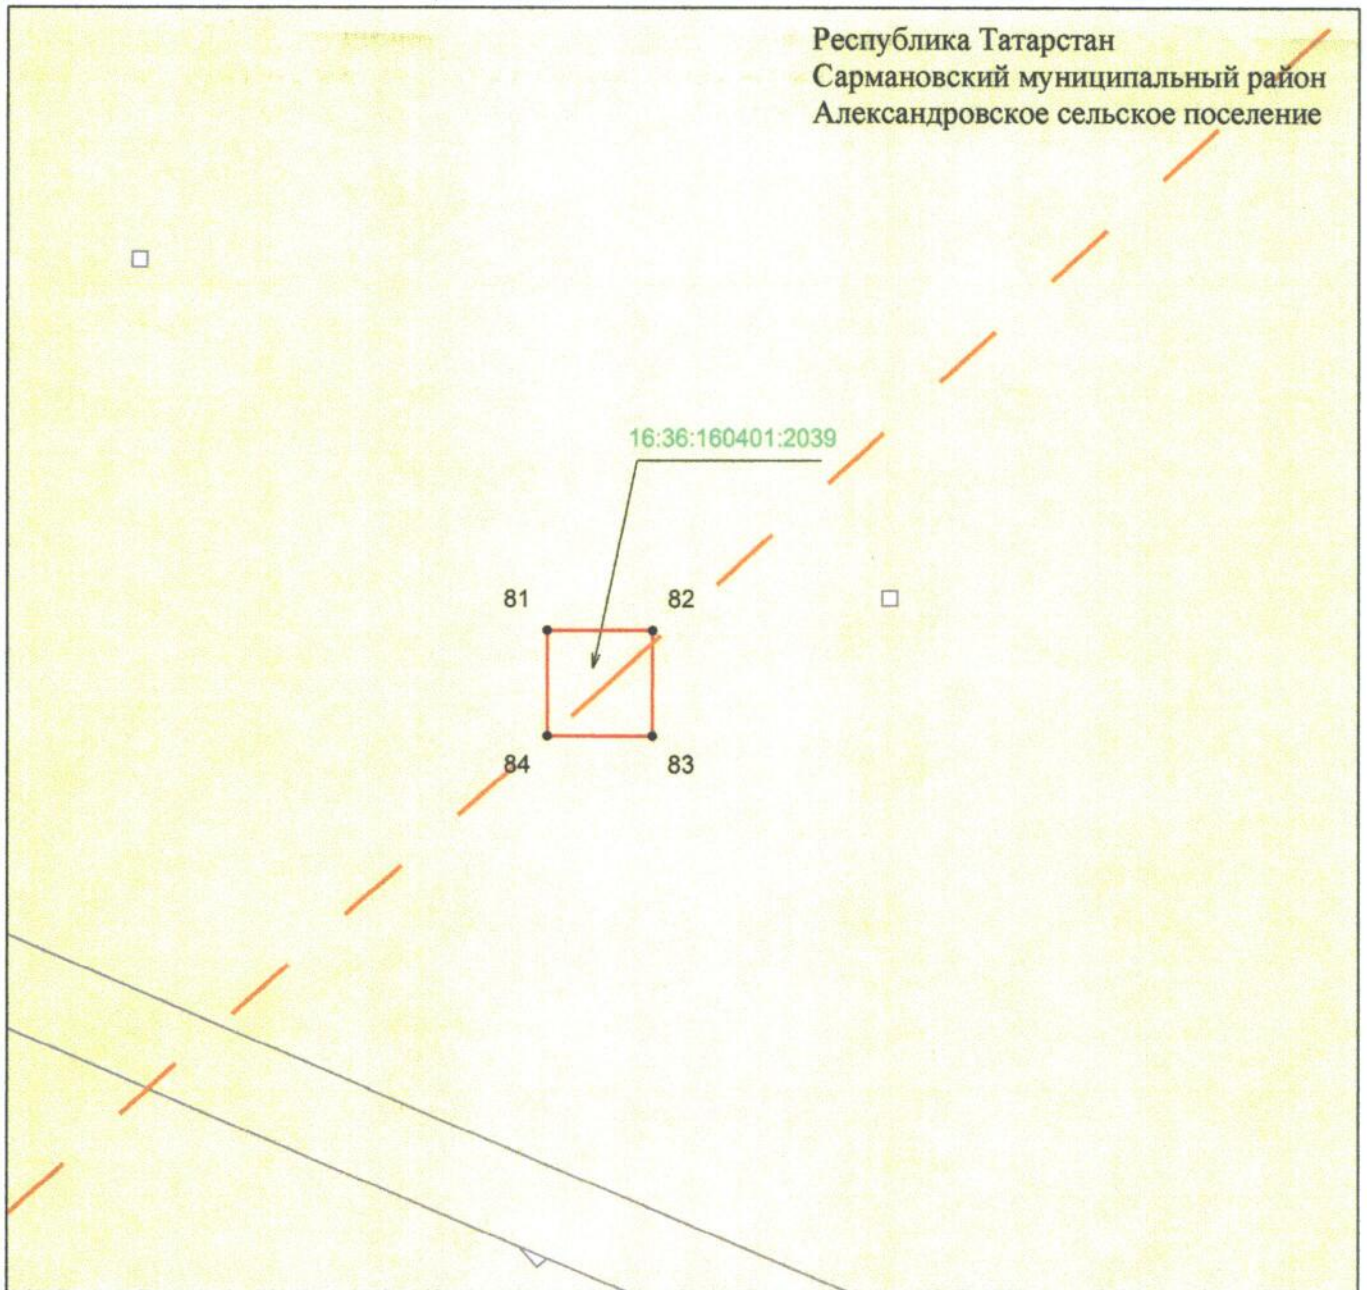 Республика Татарстан
Сармановский муниципальный район
Александровское сельское поселение
16:36:160401:2039
81
82
84
83